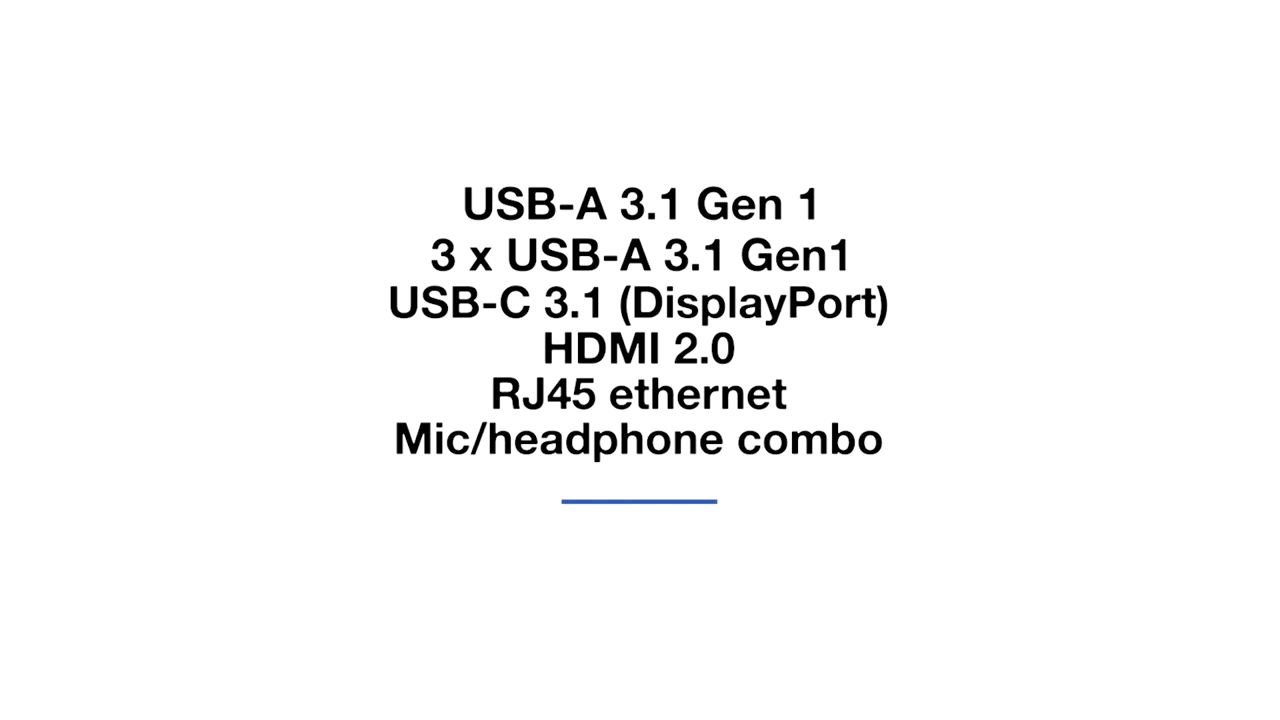 USB-A 3.1 Gen 1
3 x USB-A 3.1 Gen1
USB-C 3.1 (DisplayPort)
HDMI 2.0
RJ45 ethernet
Mic/headphone combo